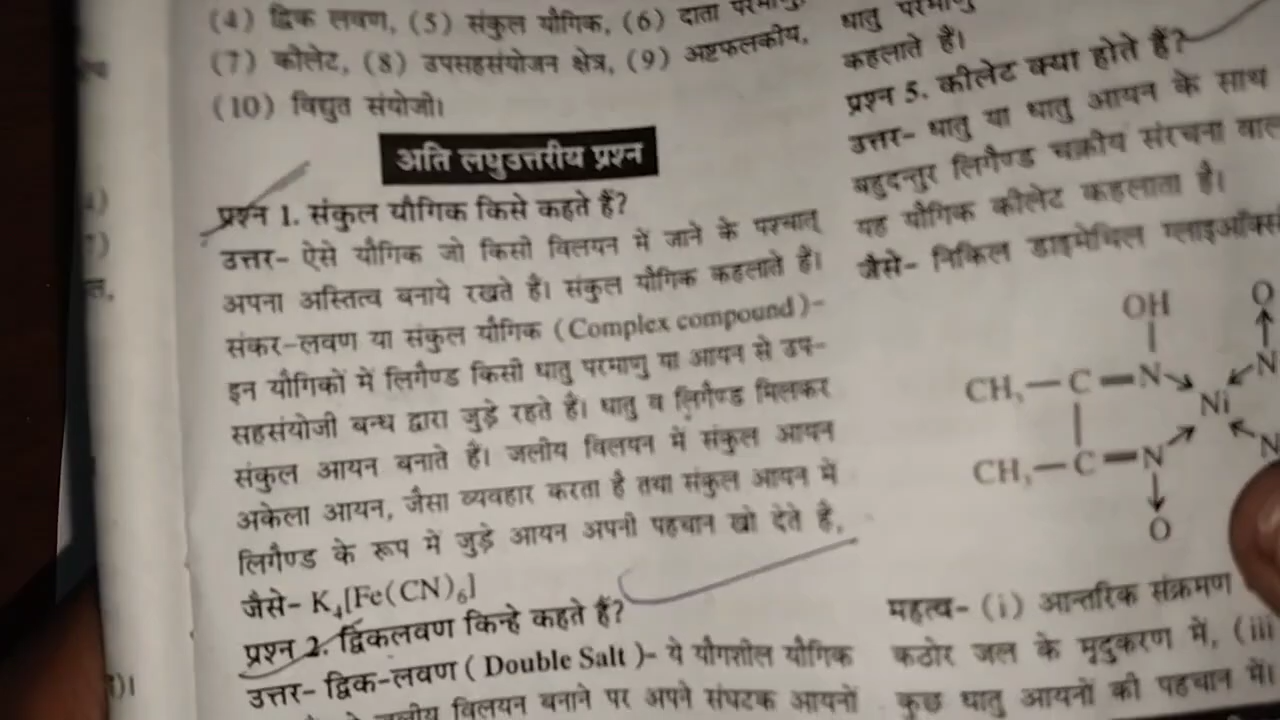 (4) द्विक लवण, (5) संकुल यौगिक, (6) दाता परमाणु,
(7) कीलेट, (8) उपसहसंयोजन क्षेत्र, (9) अष्टफलकीय,
(10) विद्युत संयोजी।
अति लघुउत्तरीय प्रश्न
प्रश्न 1. संकुल यौगिक किसे कहते हैं?
उत्तर- ऐसे यौगिक जो किसी विलयन में जाने के पश्चात्
अपना अस्तित्व बनाये रखते हैं। संकुल यौगिक कहलाते हैं।
संकर-लवण या संकुल यौगिक (Complex compound)-
इन यौगिकों में लिगैण्ड किसी धातु परमाणु या आयन से उप-
सहसंयोजी बन्ध द्वारा जुड़े रहते हैं। धातु व लिगैण्ड मिलकर
संकुल आयन बनाते हैं। जलीय विलयन में संकुल आयन
अकेला आयन, जैसा व्यवहार करता है तथा संकुल आयन में
लिगैण्ड के रूप में जुड़े आयन अपनी पहचान खो देते हैं,
जैसे- K₄[Fe(CN)₆]
प्रश्न 2. द्विकलवण किन्हे कहते हैं?
उत्तर- द्विक-लवण (Double Salt)- ये यौगशील यौगिक
जलीय विलयन बनाने पर अपने संघटक आयनों
धातु परमाणु
कहलाते हैं।
प्रश्न 5. कीलेट क्या होते हैं?
उत्तर- धातु या धातु आयन के साथ
बहुदन्तुर लिगैण्ड चक्रीय संरचना
यह यौगिक कीलेट कहलाता है।
जैसे- निकिल डाइमेथिल
OH O
CH₃—C=N N
Ni
CH₃—C=N N
O
महत्व- (i) आन्तरिक संक्रमण
कठोर जल के मृदुकरण में, (iii
कुछ धातु आयनों की पहचान में।